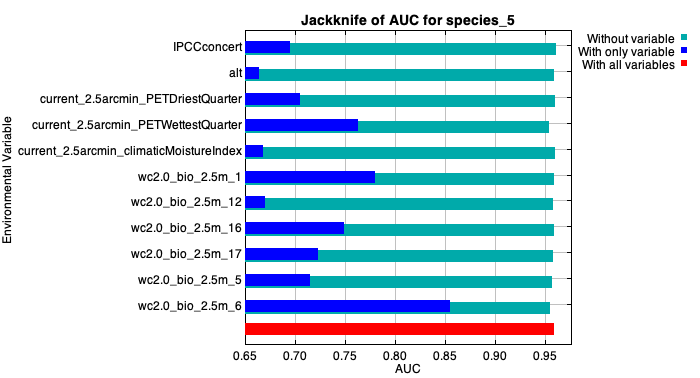 Jackknife of AUC for species_5
Without variable
With only variable
With all variables
Environmental Variable
IPCCconcert
alt
current_2.5arcmin_PETDriestQuarter
current_2.5arcmin_PETWettestQuarter
current_2.5arcmin_climaticMoistureIndex
wc2.0_bio_2.5m_1
wc2.0_bio_2.5m_12
wc2.0_bio_2.5m_16
wc2.0_bio_2.5m_17
wc2.0_bio_2.5m_5
wc2.0_bio_2.5m_6
0.65 0.70 0.75 0.80 0.85 0.90 0.95
AUC